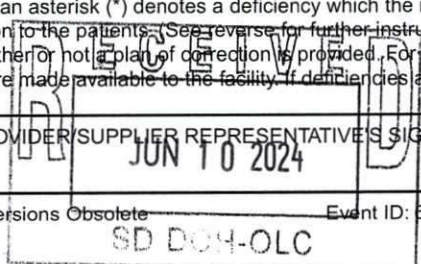 an asterisk (*) denotes a deficiency which the
on to the patients. (See reverse for further instru
ther or not a plan of correction is provided. For
re made available to the facility. If deficiencies a
RECEIVED
OVIDER/SUPPLIER REPRESENTATIVE'S SIG
JUN 10 2024
ersions Obsolete Event ID:
SD DOH-OLC